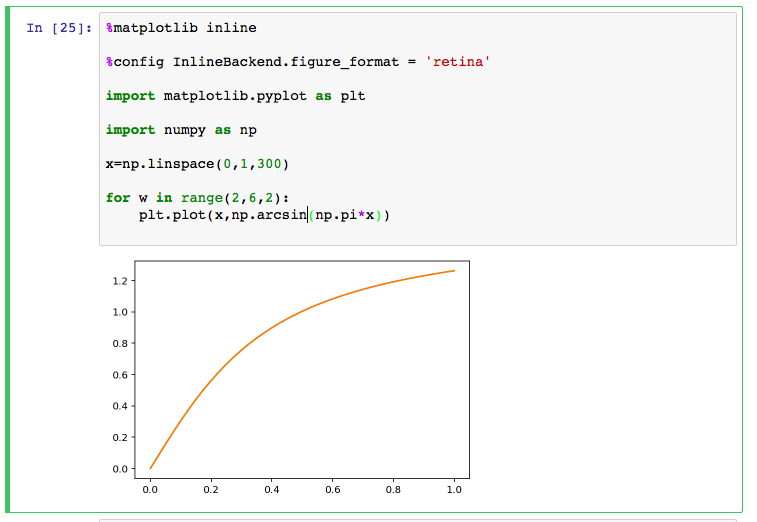 In [25]: %matplotlib inline
%config InlineBackend.figure_format = 'retina'
import matplotlib.pyplot as plt
import numpy as np
x=np.linspace(0,1,300)
for w in range(2,6,2):
    plt.plot(x,np.arcsin(np.pi*x))
1.2
1.0
0.8
0.6
0.4
0.2
0.0
0.0 0.2 0.4 0.6 0.8 1.0